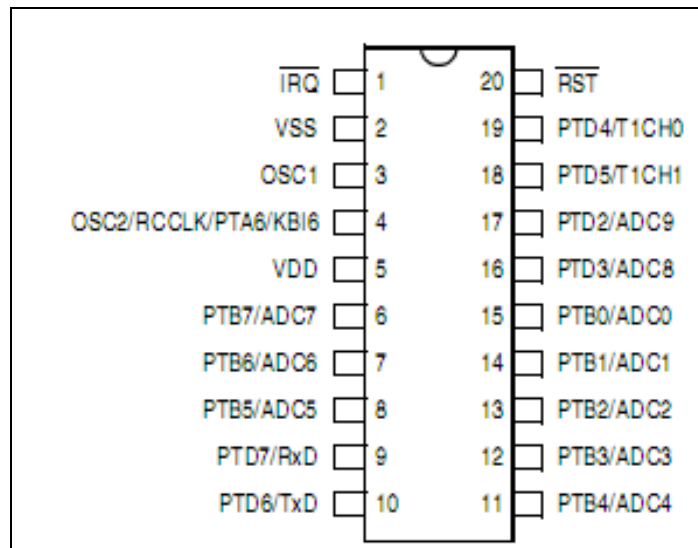 IRQ 1 20 RST
VSS 2 19 PTD4/T1CH0
OSC1 3 18 PTD5/T1CH1
OSC2/RCCLK/PTA6/KBI6 4 17 PTD2/ADC9
VDD 5 16 PTD3/ADC8
PTB7/ADC7 6 15 PTB0/ADC0
PTB6/ADC6 7 14 PTB1/ADC1
PTB5/ADC5 8 13 PTB2/ADC2
PTD7/RxD 9 12 PTB3/ADC3
PTD6/TxD 10 11 PTB4/ADC4